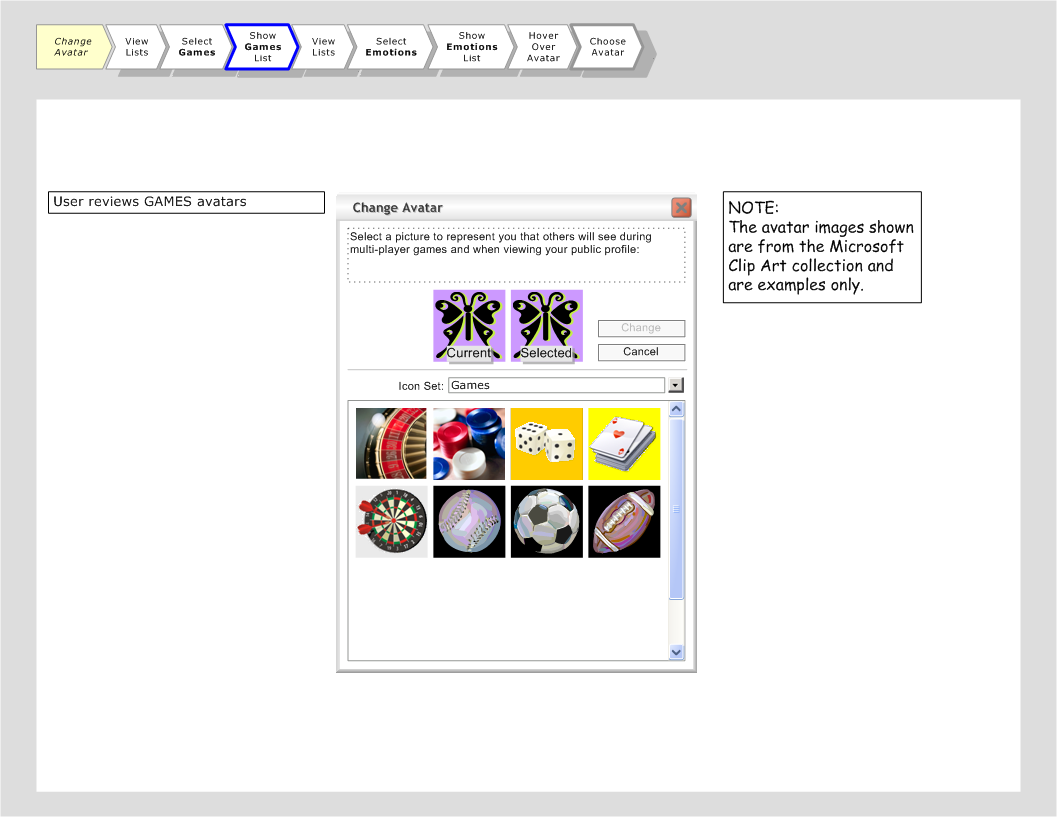 Change
Avatar
View
Lists
Select
Games
Show
Games
List
View
Lists
Select
Emotions
Show
Emotions
List
Hover
Over
Avatar
Choose
Avatar
User reviews GAMES avatars
Change Avatar
Select a picture to represent you that others will see during
multi-player games and when viewing your public profile:
Current
Selected
Change
Cancel
Icon Set:
Games
NOTE:
The avatar images shown
are from the Microsoft
Clip Art collection and
are examples only.